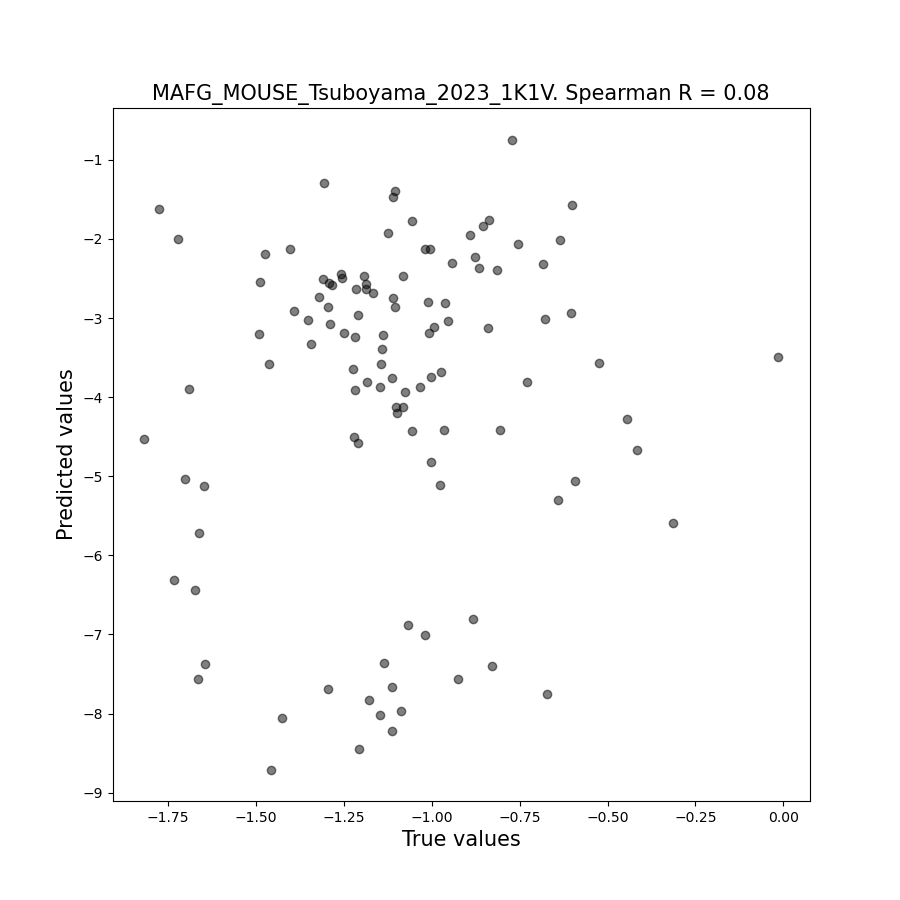 MAFG_MOUSE_Tsuboyama_2023_1K1V. Spearman R = 0.08
−1
−2
−3
−4
−5
−6
−7
−8
−9
Predicted values
−1.75 −1.50 −1.25 −1.00 −0.75 −0.50 −0.25 0.00
True values